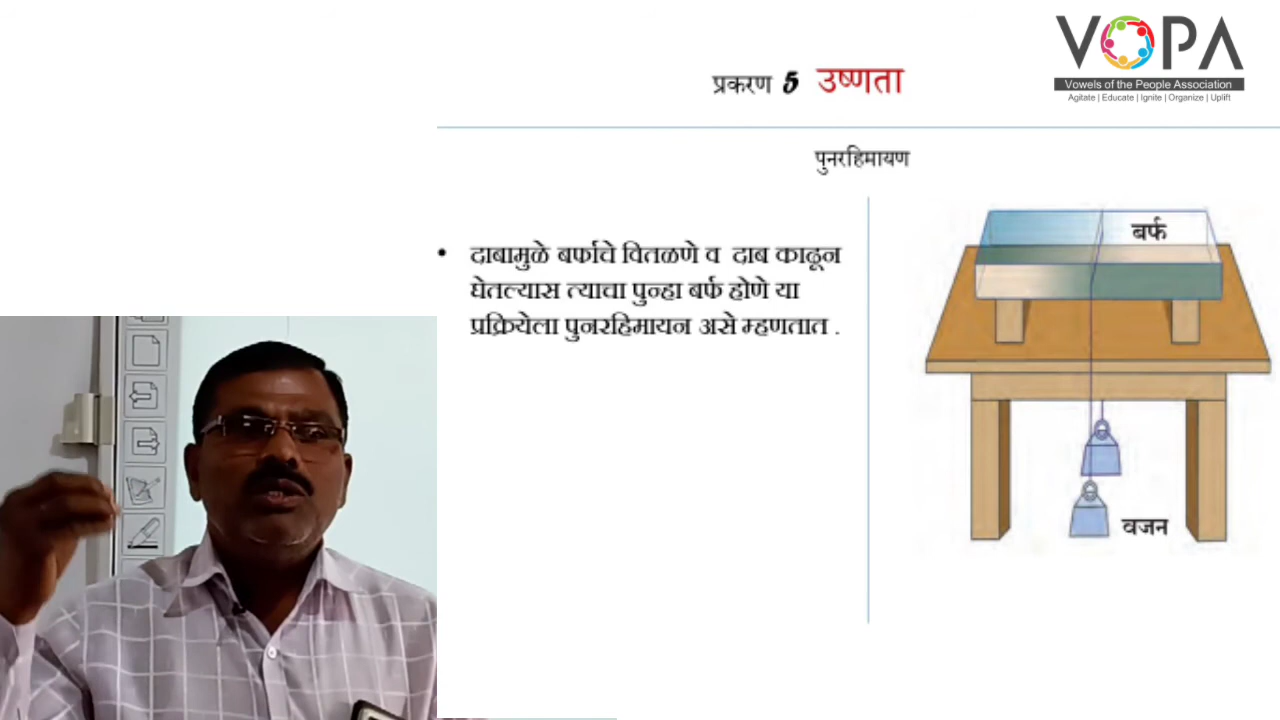 VOPA
Vowels of the People Association
Agitate | Educate | Ignite | Organize | Uplift
प्रकरण 5 उष्णता
पुनरहिमायण
• दाबामुळे बर्फाचे वितळणे व दाब काढून
घेतल्यास त्याचा पुन्हा बर्फ होणे या
प्रक्रियेला पुनरहिमायन असे म्हणतात .
बर्फ
वजन